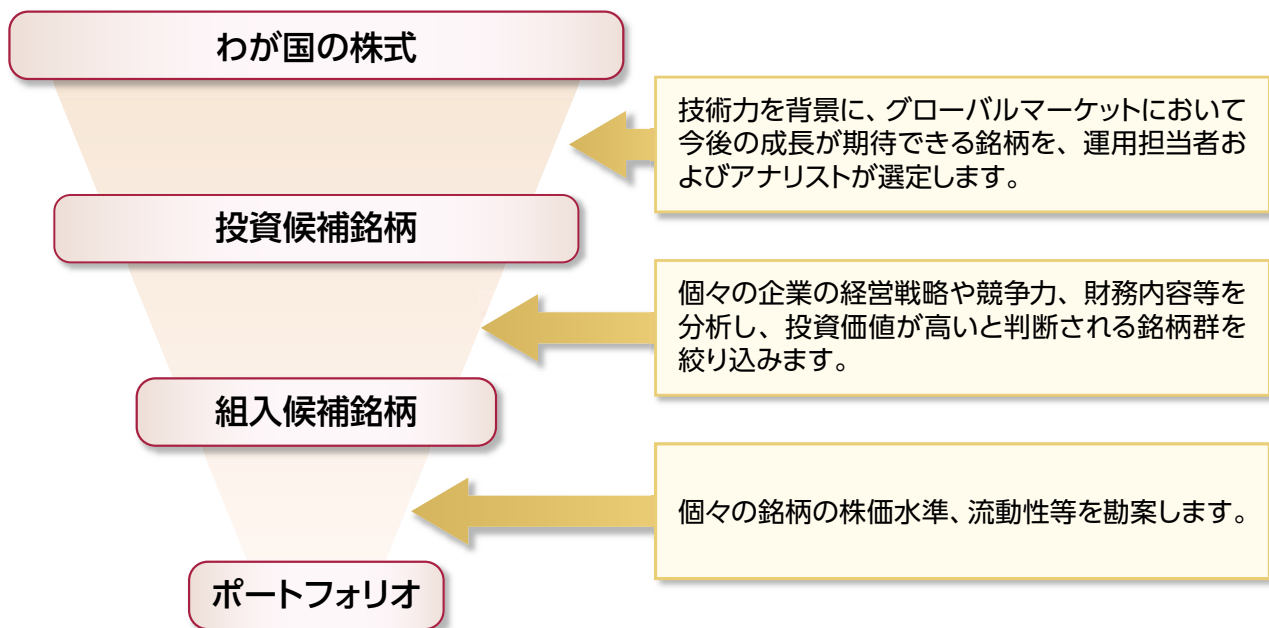 わが国の株式
技術力を背景に、グローバルマーケットにおいて
今後の成長が期待できる銘柄を、運用担当者お
よびアナリストが選定します。
投資候補銘柄
個々の企業の経営戦略や競争力、財務内容等を
分析し、投資価値が高いと判断される銘柄群を
絞り込みます。
組入候補銘柄
個々の銘柄の株価水準、流動性等を勘案します。
ポートフォリオ